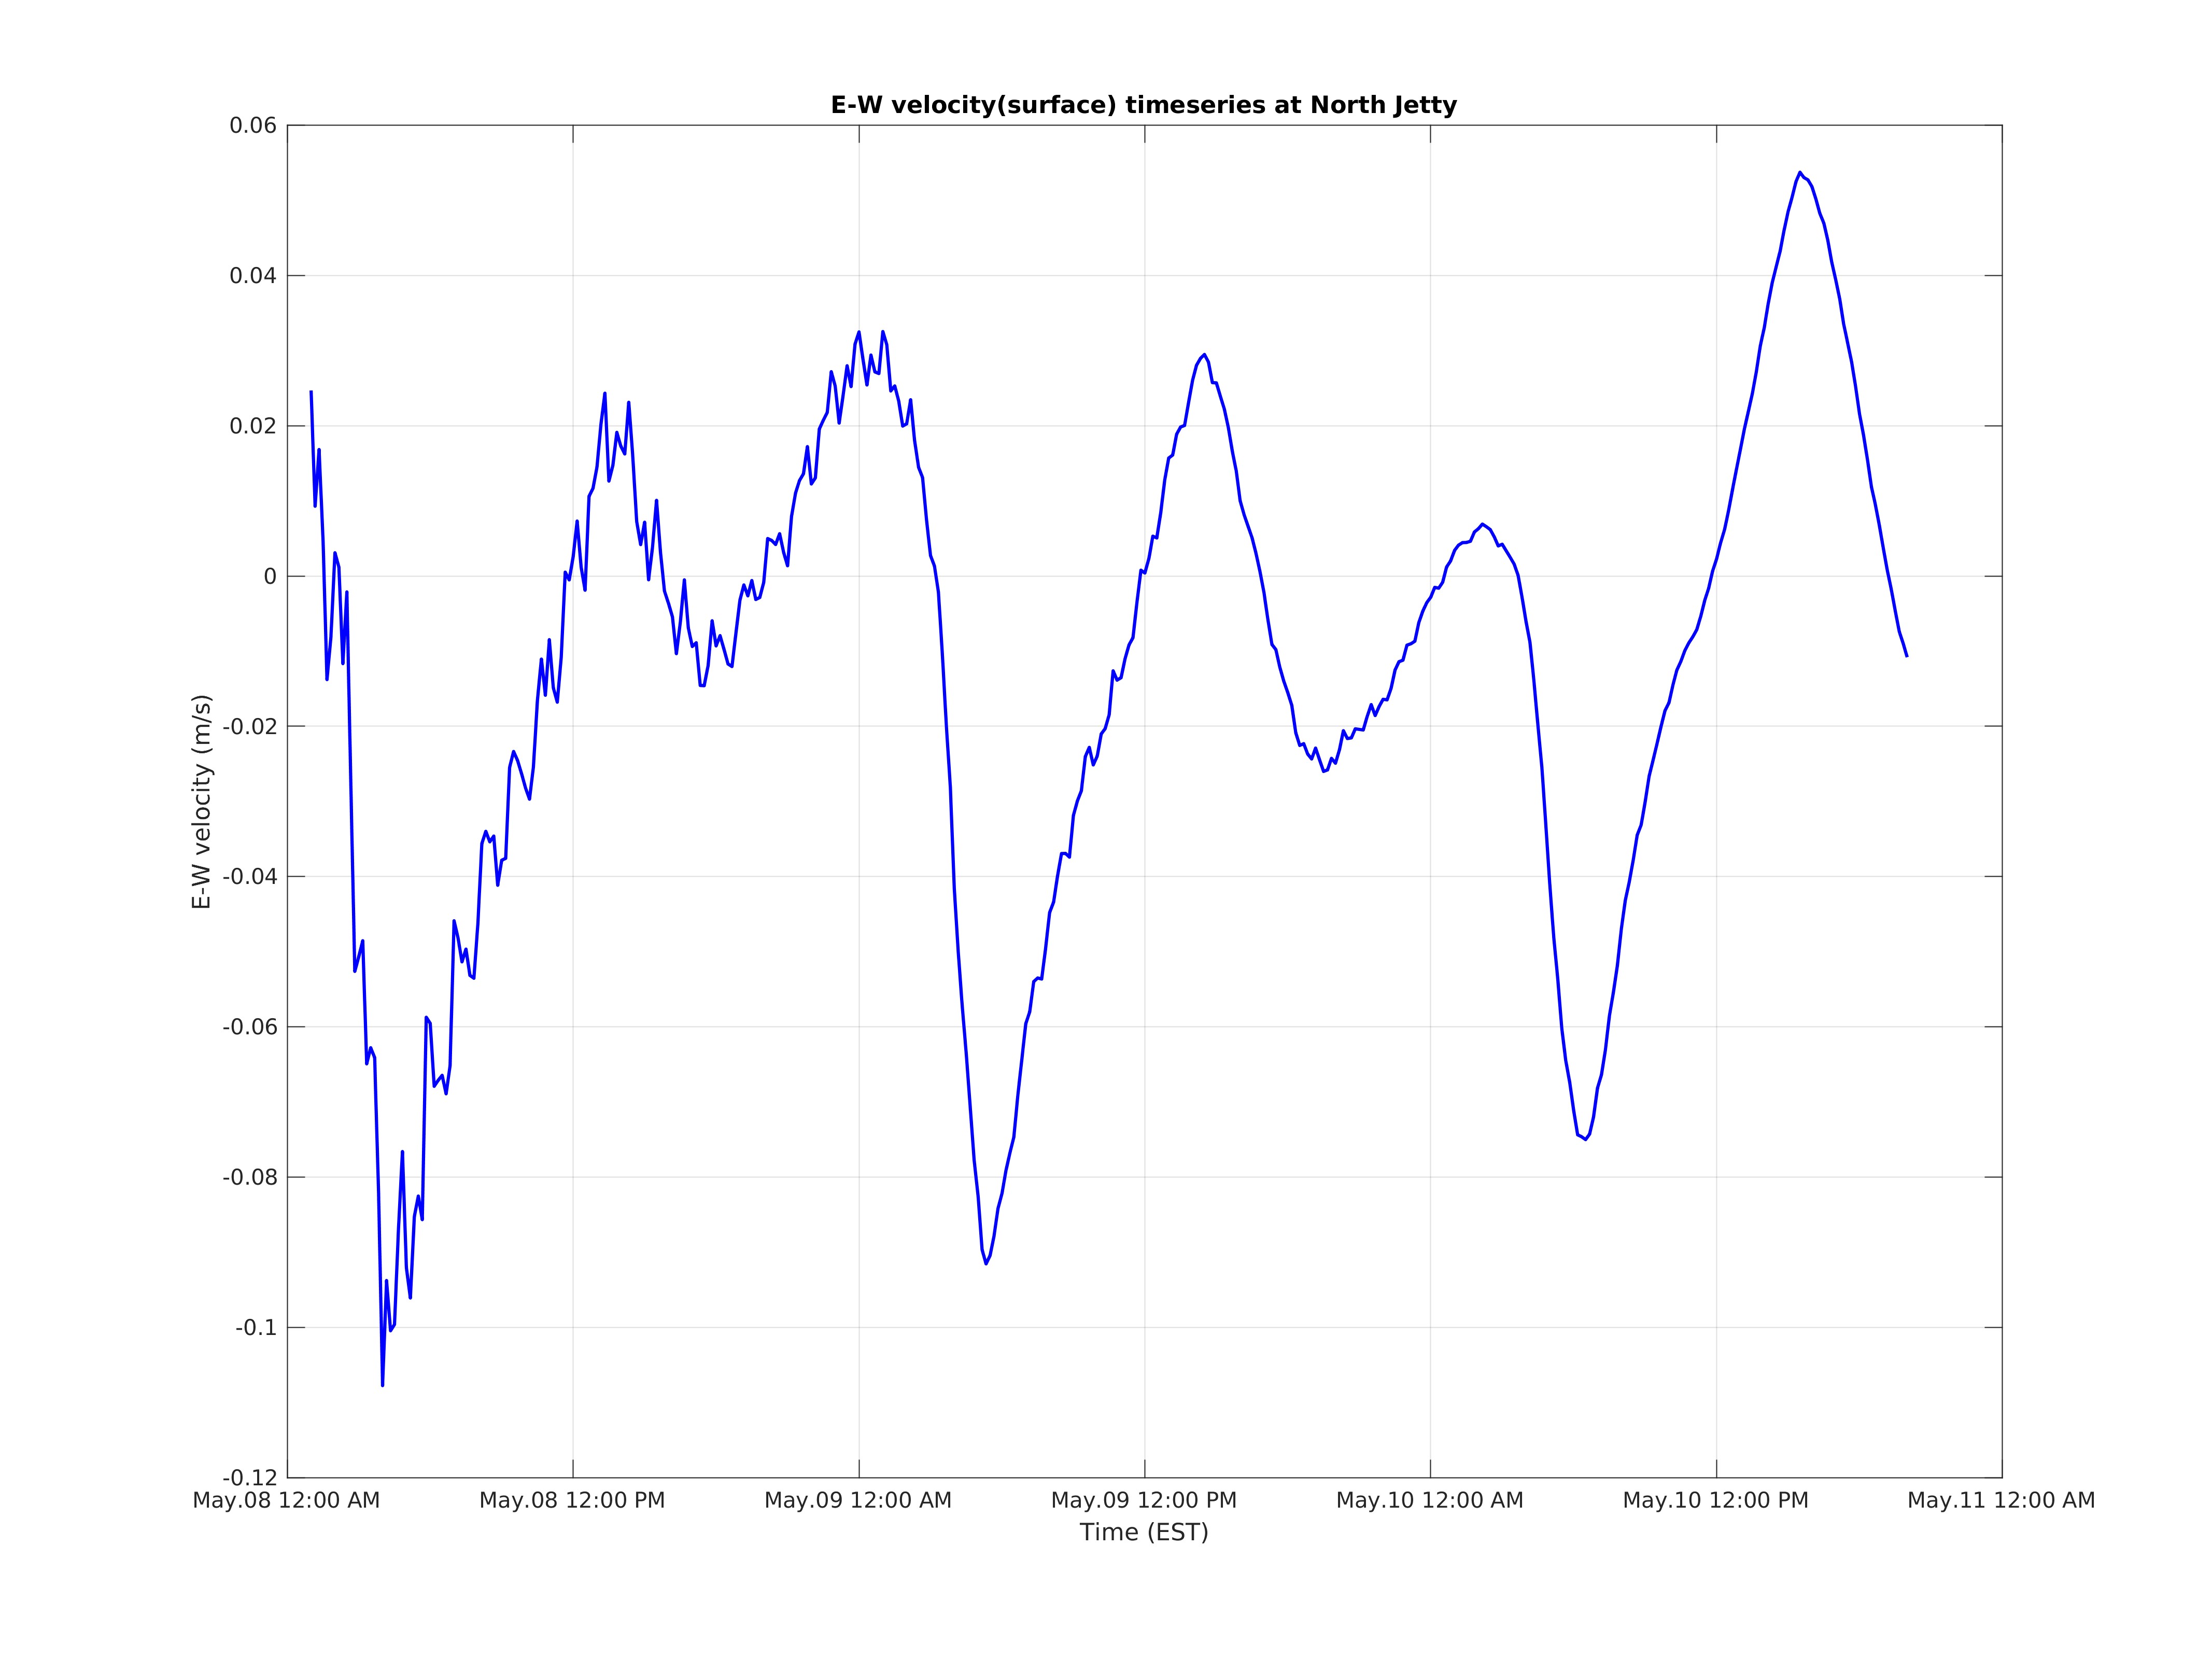 E-W velocity(surface) timeseries at North Jetty
0.06
0.04
0.02
0
-0.02
-0.04
-0.06
-0.08
-0.1
-0.12
E-W velocity (m/s)
May.08 12:00 AM May.08 12:00 PM May.09 12:00 AM May.09 12:00 PM May.10 12:00 AM May.10 12:00 PM May.11 12:00 AM
Time (EST)